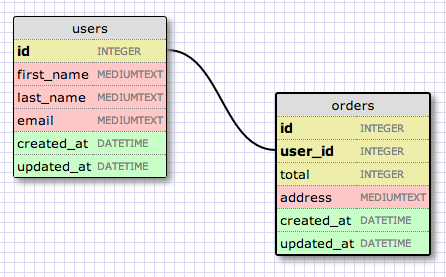 users
id INTEGER
first_name MEDIUMTEXT
last_name MEDIUMTEXT
email MEDIUMTEXT
created_at DATETIME
updated_at DATETIME
orders
id INTEGER
user_id INTEGER
total INTEGER
address MEDIUMTEXT
created_at DATETIME
updated_at DATETIME